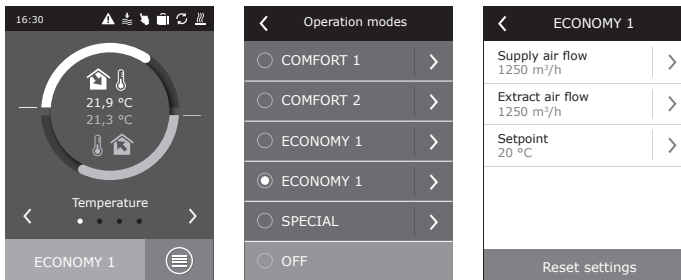 16:30
21,9 °C
21,3 °C
Temperature
ECONOMY 1
Operation modes
COMFORT 1
COMFORT 2
ECONOMY 1
ECONOMY 1
SPECIAL
OFF
ECONOMY 1
Supply air flow
1250 m³/h
Extract air flow
1250 m³/h
Setpoint
20 °C
Reset settings